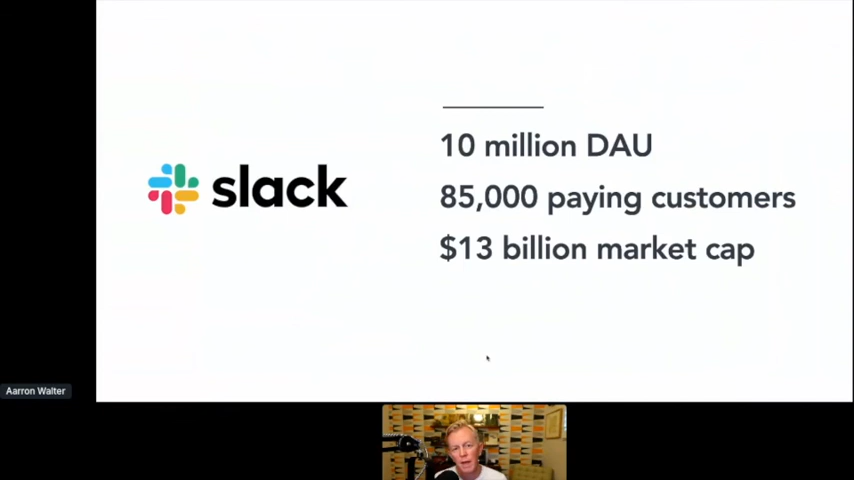 slack
10 million DAU
85,000 paying customers
$13 billion market cap
Aarron Walter